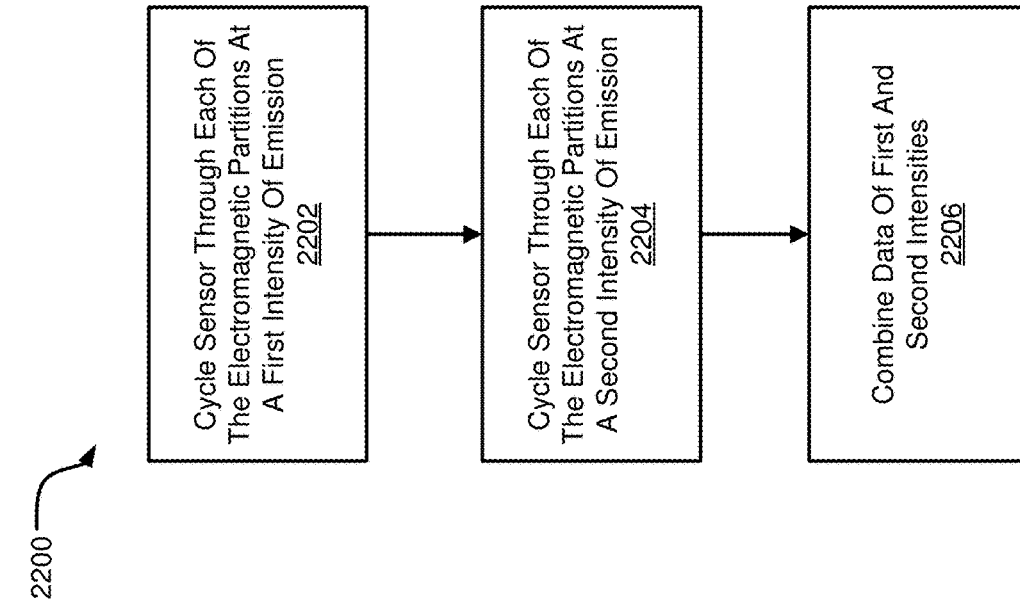 2200
Cycle Sensor Through Each Of
The Electromagnetic Partitions At
A First Intensity Of Emission
2202
Cycle Sensor Through Each Of
The Electromagnetic Partitions At
A Second Intensity Of Emission
2204
Combine Data Of First And
Second Intensities
2206